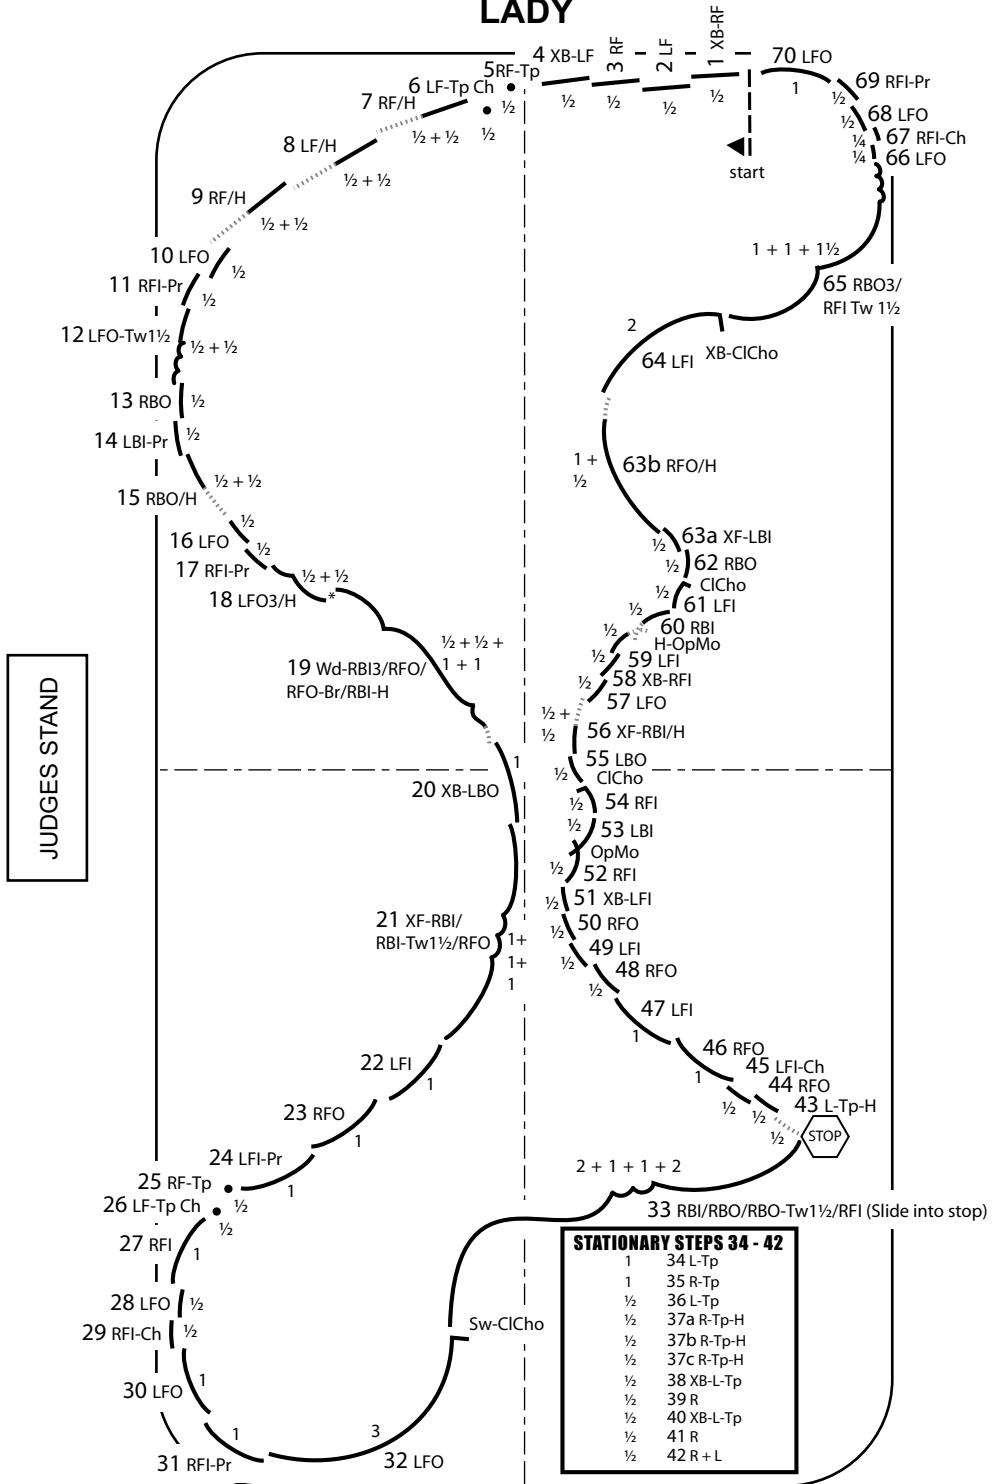 LADY
1 XB-RF
½
2 LF
½
3 RF
½
4 XB-LF
½
5RF-Tp
½
6 LF-Tp Ch
½
7 RF/H
½ + ½
8 LF/H
½ + ½
9 RF/H
½ + ½
10 LFO
½
11 RFI-Pr
½
12 LFO-Tw1½
½ + ½
13 RBO
½
14 LBI-Pr
½
15 RBO/H
½ + ½
16 LFO
½
17 RFI-Pr
½
18 LFO3/H
½ + ½
*
19 Wd-RBI3/RFO/
RFO-Br/RBI-H
½ + ½ +
1 + 1
20 XB-LBO
1
21 XF-RBI/
RBI-Tw1½/RFO
1+
1+
1
22 LFI
1
23 RFO
1
24 LFI-Pr
1
25 RF-Tp
½
26 LF-Tp Ch
½
27 RFI
1
28 LFO
½
29 RFI-Ch
½
30 LFO
1
31 RFI-Pr
1
32 LFO
3
Sw-ClCho
33 RBI/RBO/RBO-Tw1½/RFI (Slide into stop)
2 + 1 + 1 + 2
STOP
STATIONARY STEPS 34 - 42
1 34 L-Tp
1 35 R-Tp
½ 36 L-Tp
½ 37a R-Tp-H
½ 37b R-Tp-H
½ 37c R-Tp-H
½ 38 XB-L-Tp
½ 39 R
½ 40 XB-L-Tp
½ 41 R
½ 42 R + L
43 L-Tp-H
½
44 RFO
½
45 LFI-Ch
½
46 RFO
1
47 LFI
1
48 RFO
½
49 LFI
½
50 RFO
½
51 XB-LFI
½
52 RFI
½
OpMo
53 LBI
½
54 RFI
½
ClCho
55 LBO
½
56 XF-RBI/H
½ +
½
57 LFO
½
58 XB-RFI
½
59 LFI
½
H-OpMo
60 RBI
½
61 LFI
½
ClCho
62 RBO
½
63a XF-LBI
½
63b RFO/H
1 +
½
64 LFI
2
XB-ClCho
65 RBO3/
RFI Tw 1½
1 + 1 + 1½
66 LFO
¼
67 RFI-Ch
¼
68 LFO
½
69 RFI-Pr
½
70 LFO
1
start
JUDGES STAND